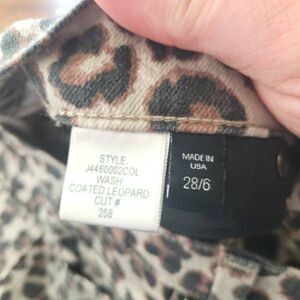 STYLE
J4460002COL
WASH
COATED LEOPARD
CUT #
258
MADE IN
USA
28/6